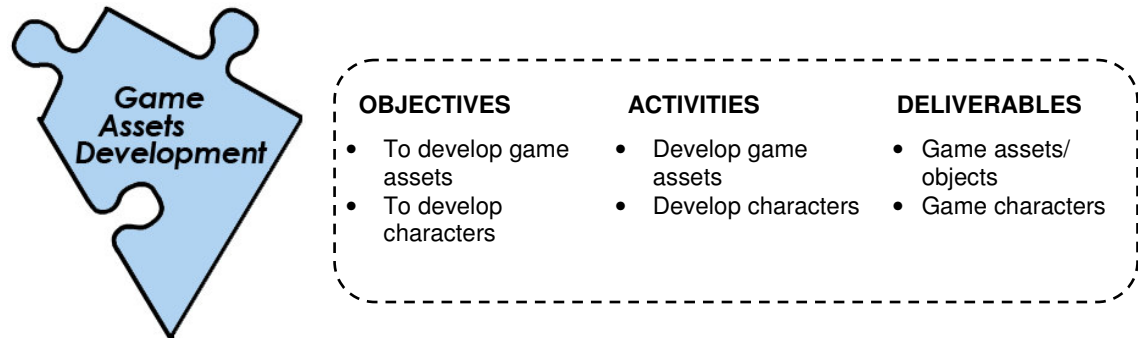 Game
Assets
Development
OBJECTIVES
• To develop game
assets
• To develop
characters
ACTIVITIES
• Develop game
assets
• Develop characters
DELIVERABLES
• Game assets/
objects
• Game characters